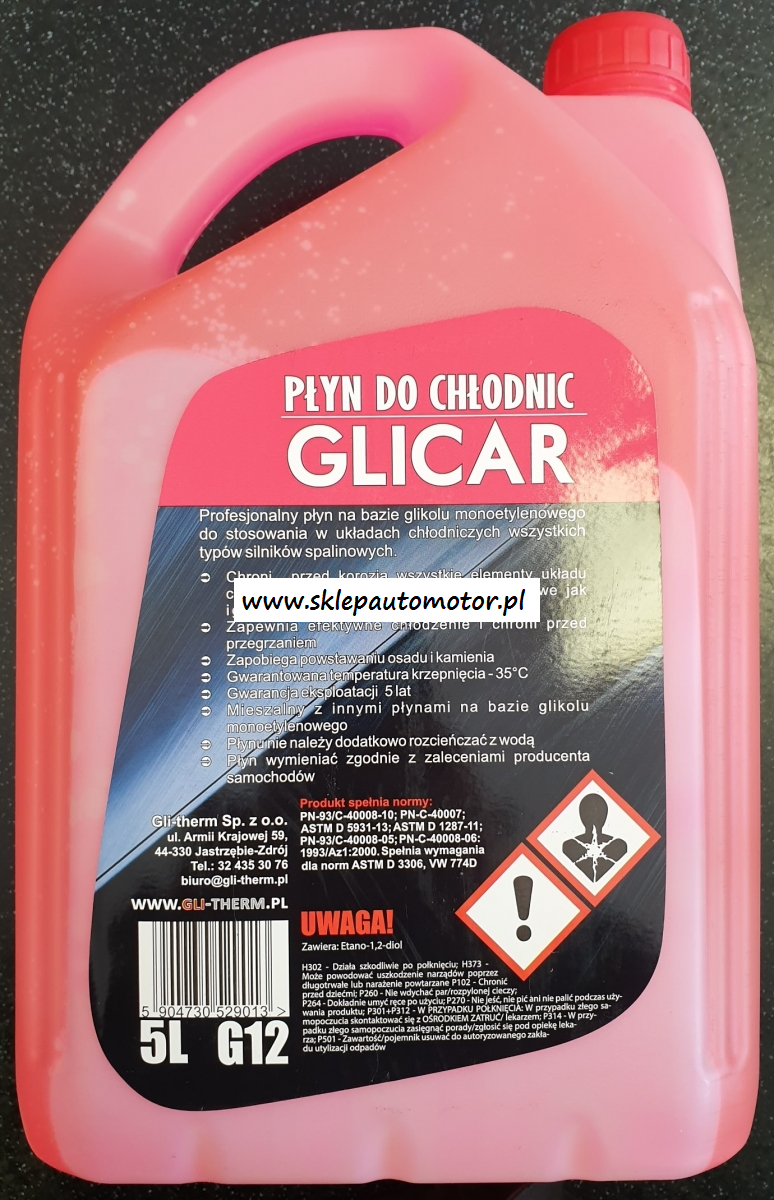 PŁYN DO CHŁODNIC
GLICAR
Profesjonalny płyn na bazie glikolu monoetylenowego
do stosowania w układach chłodniczych wszystkich
typów silników spalinowych.
➲ Chroni przed korozją wszystkie elementy układu
www.sklepautomotor.pl
we jak
➲ Zapewnia efektywne chłodzenie i chroni przed
przegrzaniem
➲ Zapobiega powstawaniu osadu i kamienia
➲ Gwarantowana temperatura krzepnięcia - 35°C
➲ Gwarancja eksploatacji 5 lat
➲ Mieszalny z innymi płynami na bazie glikolu
monoetylenowego
➲ Płynu nie należy dodatkowo rozcieńczać z wodą
➲ Płyn wymieniać zgodnie z zaleceniami producenta
samochodów
Gli-therm Sp. z o.o.
ul. Armii Krajowej 59,
44-330 Jastrzębie-Zdrój
Tel.: 32 435 30 76
biuro@gli-therm.pl
WWW.GLI-THERM.PL
Produkt spełnia normy:
PN-93/C-40008-10; PN-C-40007;
ASTM D 5931-13; ASTM D 1287-11;
PN-93/C-40008-05; PN-C-40008-06:
1993/Az1:2000. Spełnia wymagania
dla norm ASTM D 3306, VW 774D
UWAGA!
Zawiera: Etano-1,2-diol
H302 - Działa szkodliwie po połknięciu; H373 -
Może powodować uszkodzenie narządów poprzez
długotrwałe lub narażenie powtarzane P102 - Chronić
przed dziećmi; P260 - Nie wdychać par/rozpylonej cieczy;
P264 - Dokładnie umyć ręce po użyciu; P270 - Nie jeść, nie pić ani nie palić podczas uży-
wania produktu; P301+P312 - W PRZYPADKU POŁKNIĘCIA: W przypadku złego sa-
mopoczucia skontaktować się z OŚRODKIEM ZATRUĆ/ lekarzem; P314 - W przy-
padku złego samopoczucia zasięgnąć porady/zgłosić się pod opiekę leka-
rza; P501 - Zawartość/pojemnik usuwać do autoryzowanego zakła-
du utylizacji odpadów
5 904730 529013 >
5L G12